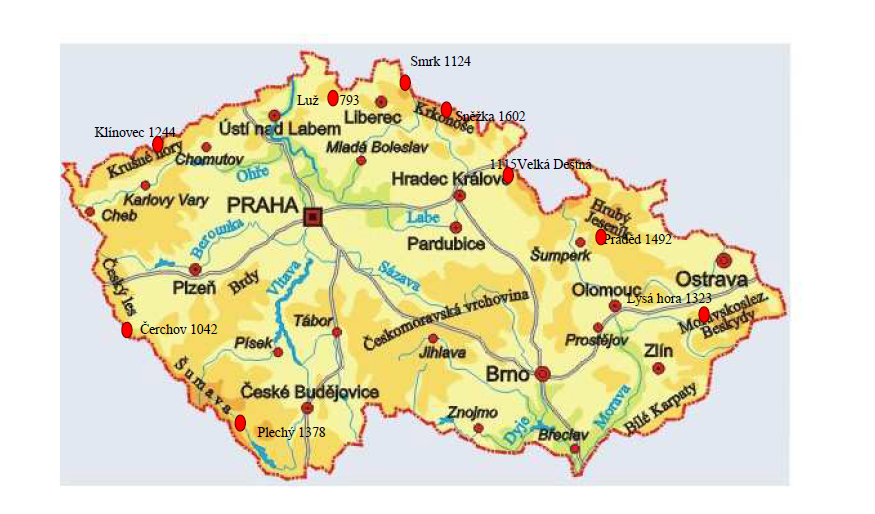 Smrk 1124
Luž 793
Krkonoše
Sněžka 1602
Klínovec 1244
Ústí nad Labem
Liberec
Krušné hory
Chomutov
Mladá Boleslav
1115Velká Deštná
Ohře
Hradec Králové
Karlovy Vary
PRAHA
Cheb
Labe
Hrubý
Jeseník
Berounka
Pardubice
Praděd 1492
Šumperk
Český les
Plzeň
Brdy
Vltava
Sázava
Ostrava
Olomouc
Lysá hora 1323
Českomoravská vrchovina
Moravskoslez.
Beskydy
Čerchov 1042
Tábor
Písek
Jihlava
Prostějov
Zlín
Šumava
České Budějovice
Brno
Plechý 1378
Znojmo
Dyje
Morava
Bílé Karpaty
Břeclav